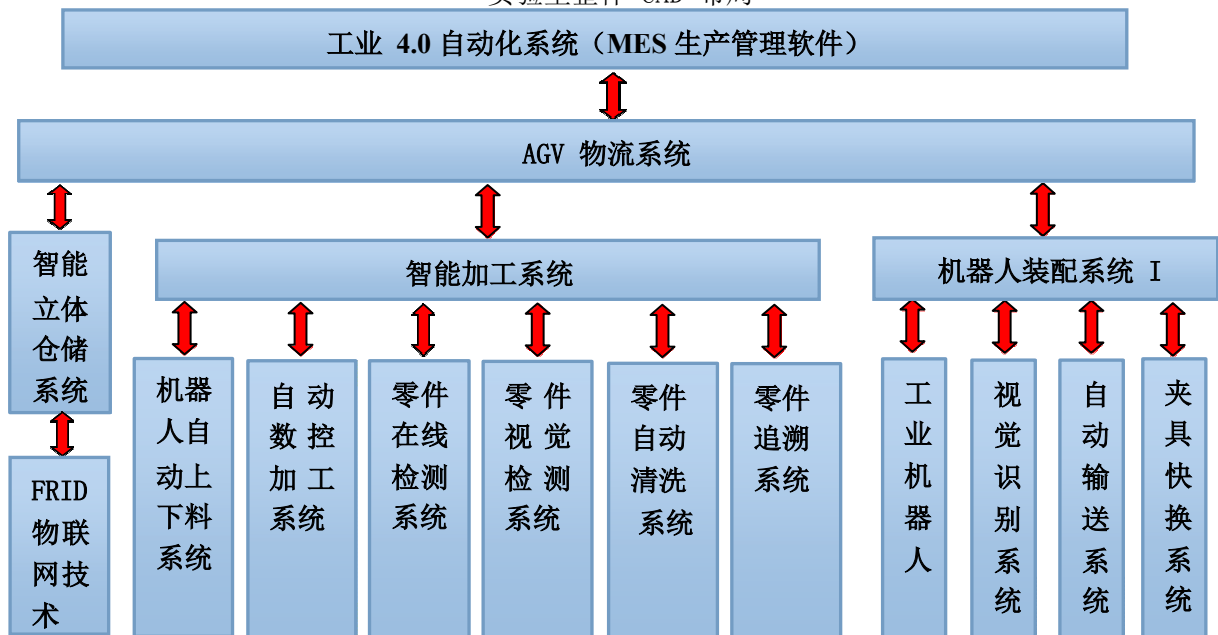 工业 4.0 自动化系统（MES 生产管理软件）
AGV 物流系统
智能
立体
仓储
系统
智能加工系统
机器人装配系统 I
FRID
物联
网技
术
机器
人自
动上
下料
系统
自 动
数 控
加 工
系统
零件
在线
检测
系统
零 件
视 觉
检 测
系统
零件
自动
清洗
系统
零件
追溯
系统
工
业
机
器
人
视
觉
识
别
系
统
自
动
输
送
系
统
夹
具
快
换
系
统